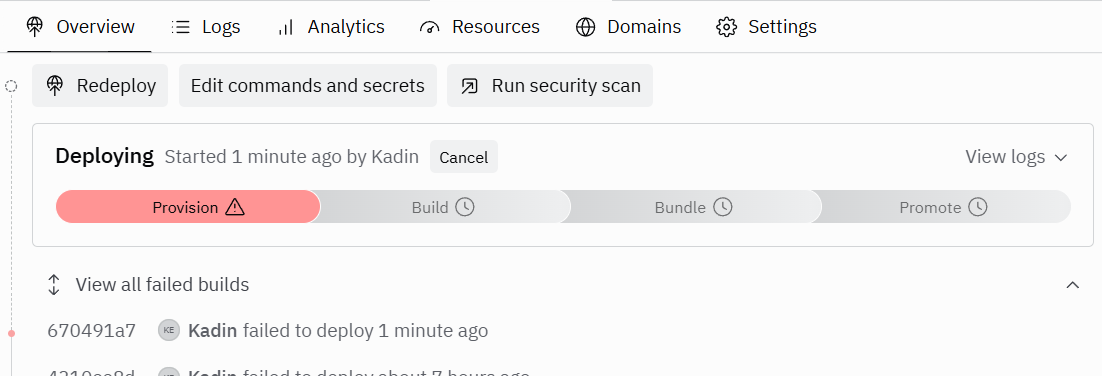 Overview Logs Analytics Resources Domains Settings
Redeploy Edit commands and secrets Run security scan
Deploying Started 1 minute ago by Kadin Cancel View logs
Provision Build Bundle Promote
View all failed builds
670491a7 KE Kadin failed to deploy 1 minute ago
Kadin failed to deploy about 7 hours ago